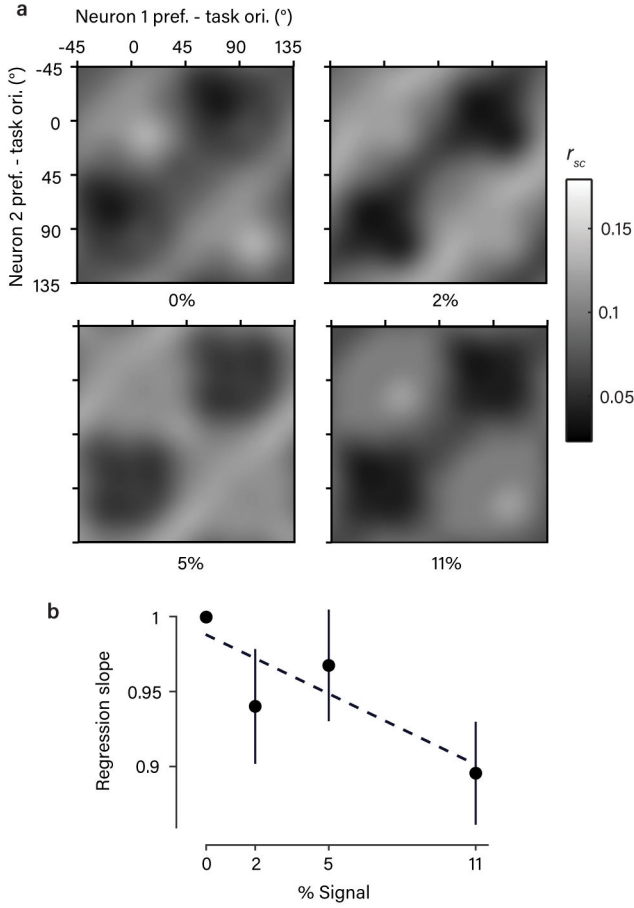 a
Neuron 1 pref. - task ori. (°)
-45 0 45 90 135
Neuron 2 pref. - task ori. (°)
-45
0
45
90
135
0%
2%
r_sc
0.15
0.1
0.05
5%
11%
b
Regression slope
1
0.95
0.9
0 2 5 11
% Signal